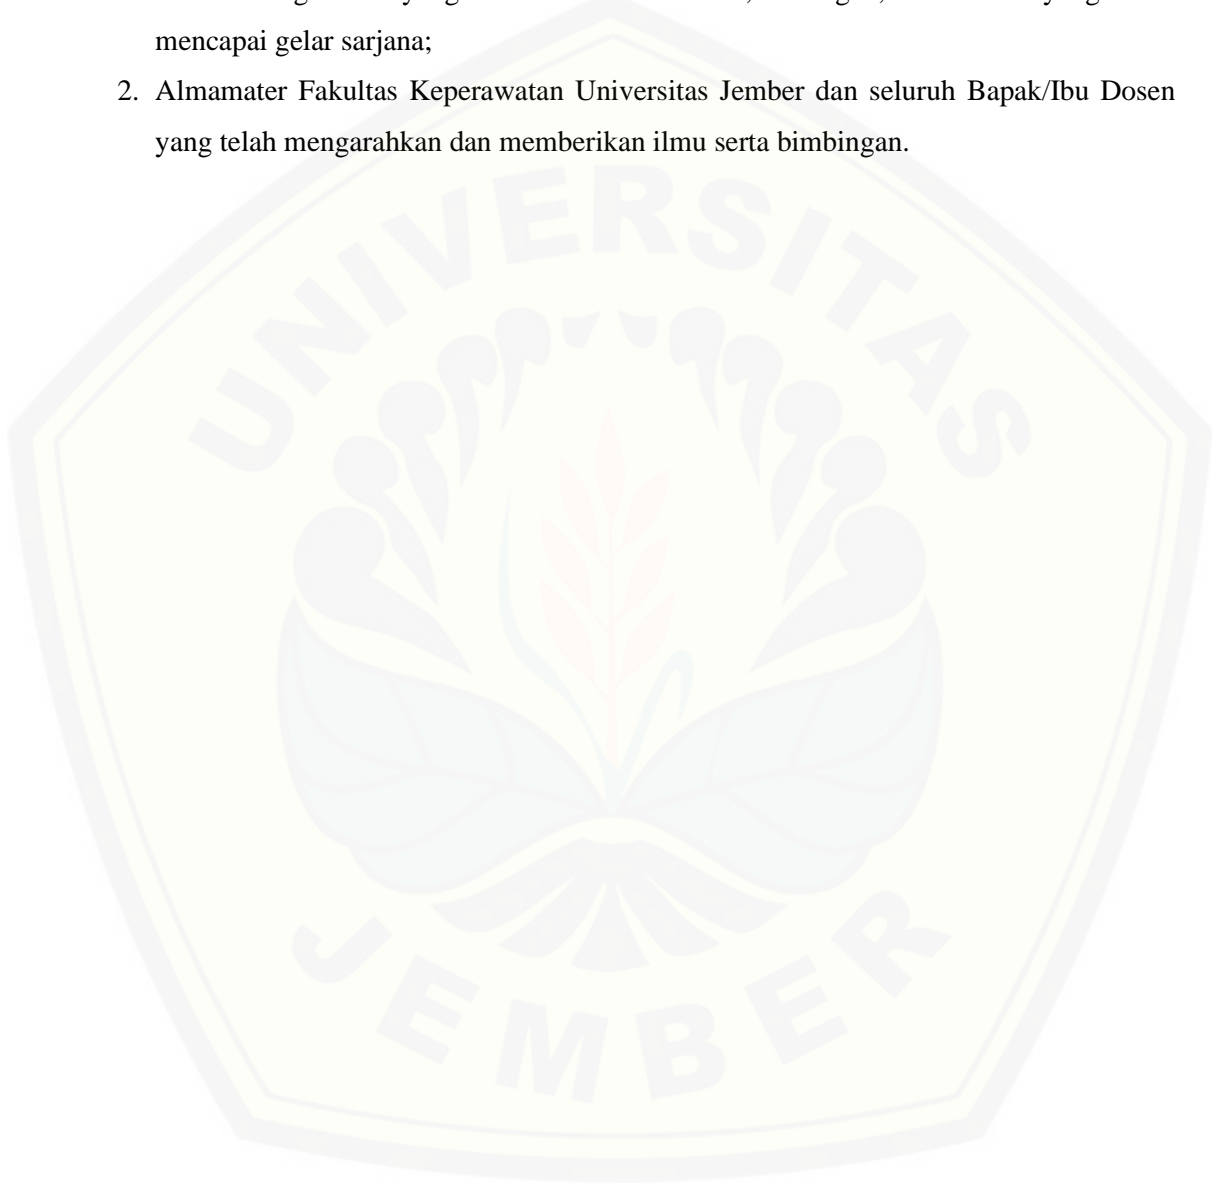 yang
mencapai gelar sarjana;
2. Almamater Fakultas Keperawatan Universitas Jember dan seluruh Bapak/Ibu Dosen
yang telah mengarahkan dan memberikan ilmu serta bimbingan.
UNIVERSITAS
JEMBER